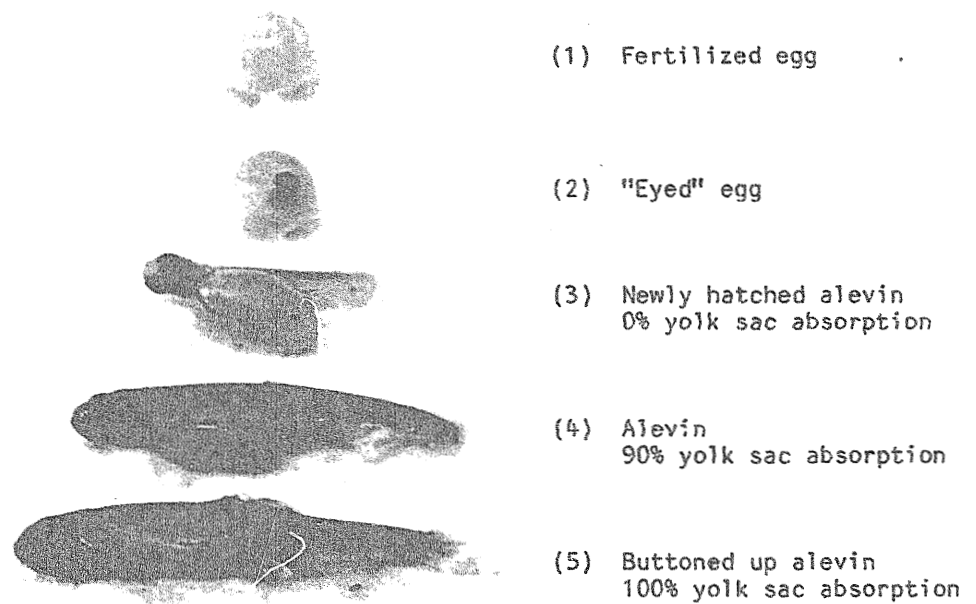 (1) Fertilized egg
(2) "Eyed" egg
(3) Newly hatched alevin
0% yolk sac absorption
(4) Alevin
90% yolk sac absorption
(5) Buttoned up alevin
100% yolk sac absorption